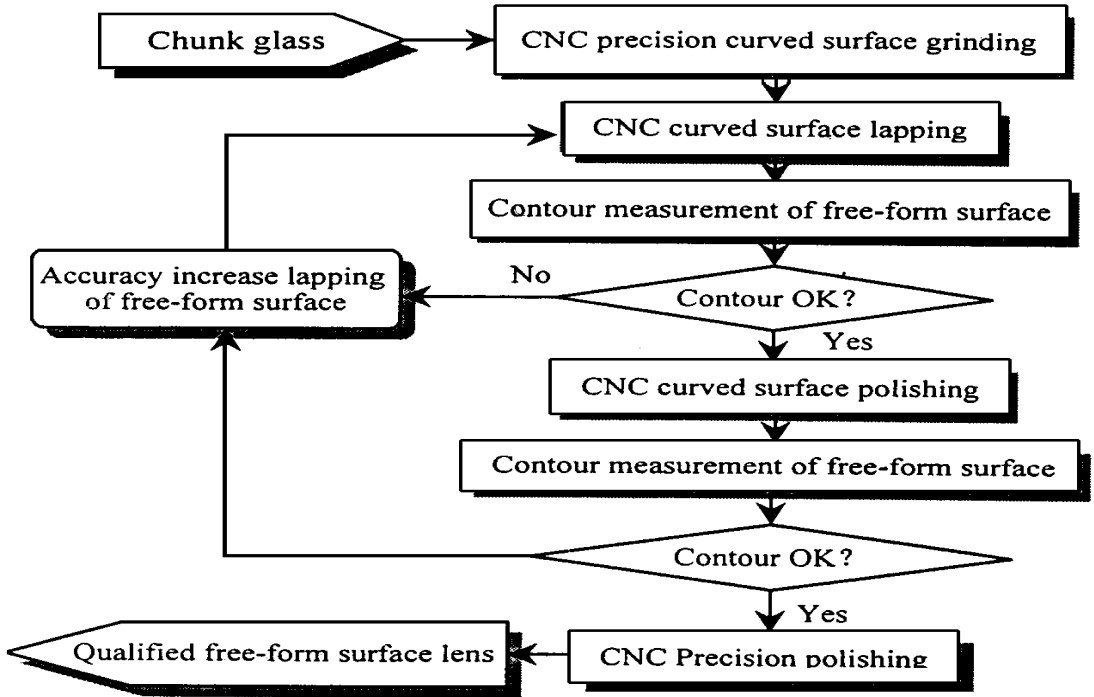 Chunk glass
CNC precision curved surface grinding
CNC curved surface lapping
Contour measurement of free-form surface
Accuracy increase lapping
of free-form surface
No
Contour OK?
Yes
CNC curved surface polishing
Contour measurement of free-form surface
Contour OK?
Yes
Qualified free-form surface lens
CNC Precision polishing